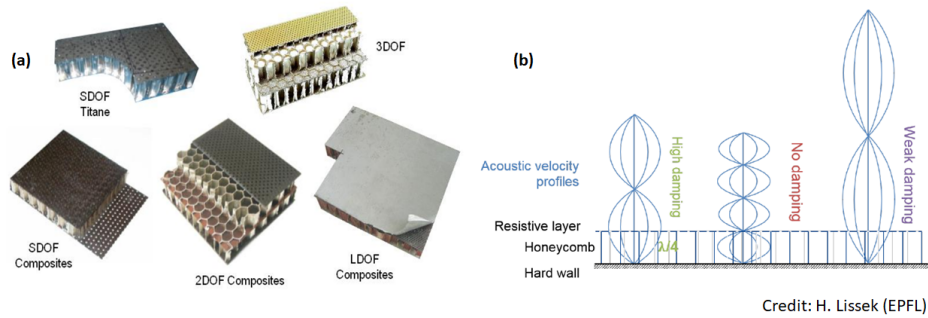 (a)
SDOF
Titane
3DOF
SDOF
Composites
2DOF Composites
LDOF
Composites
(b)
Acoustic velocity
profiles
High damping
No damping
Weak damping
Resistive layer
Honeycomb
λ/4
Hard wall
Credit: H. Lissek (EPFL)